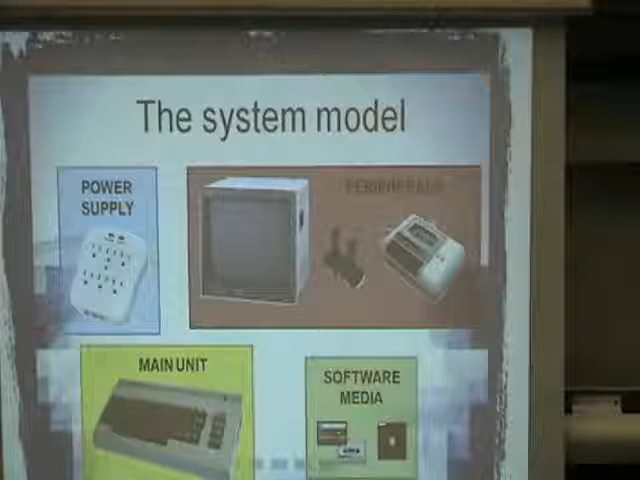 The system model
POWER
SUPPLY
PERIPHERALS
MAIN UNIT
SOFTWARE
MEDIA